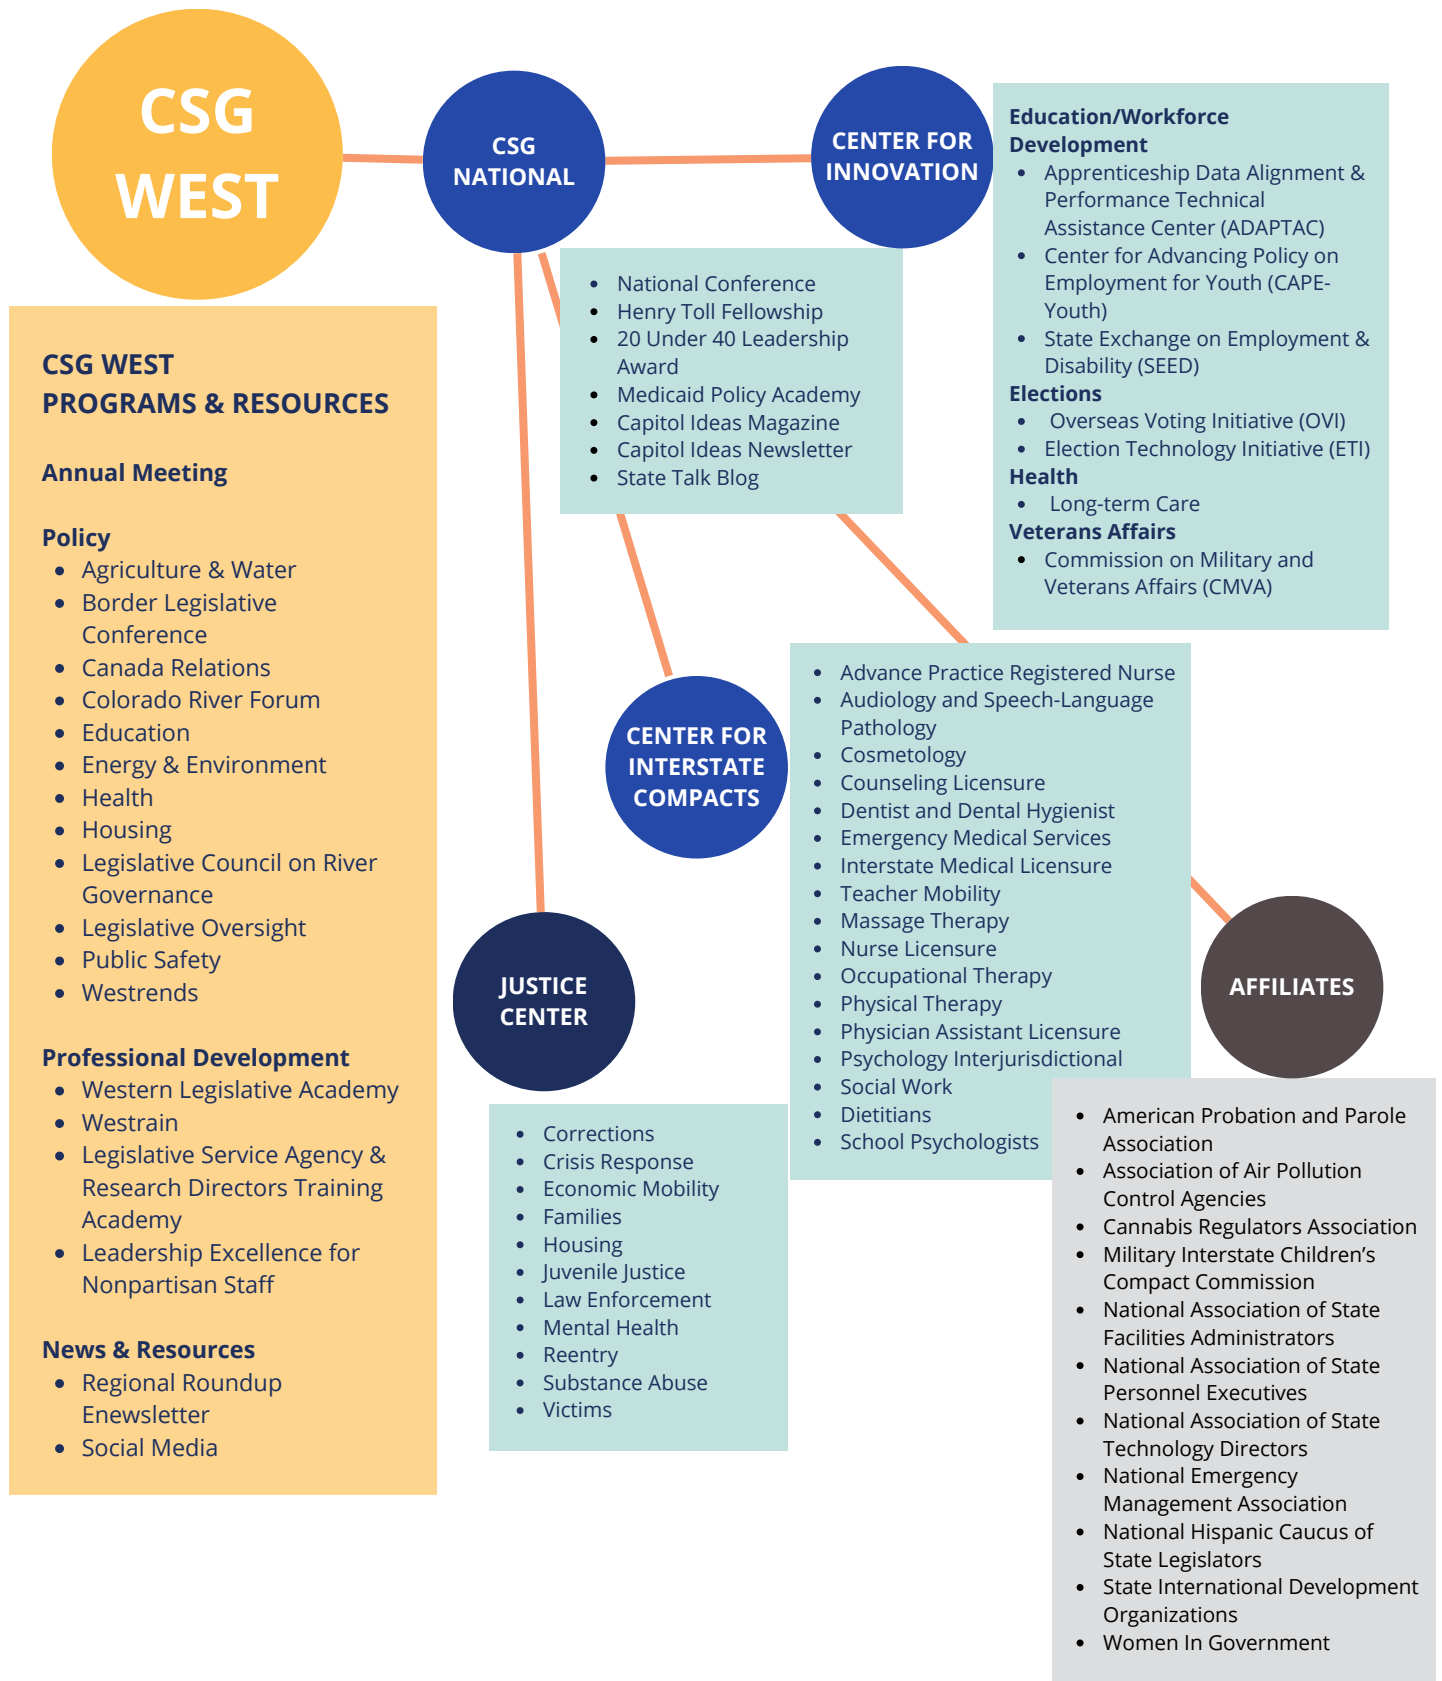 CSG
WEST
CSG WEST
PROGRAMS & RESOURCES
Annual Meeting
Policy
• Agriculture & Water
• Border Legislative
Conference
• Canada Relations
• Colorado River Forum
• Education
• Energy & Environment
• Health
• Housing
• Legislative Council on River
Governance
• Legislative Oversight
• Public Safety
• Westrends
Professional Development
• Western Legislative Academy
• Westrain
• Legislative Service Agency &
Research Directors Training
Academy
• Leadership Excellence for
Nonpartisan Staff
News & Resources
• Regional Roundup
Enewsletter
• Social Media
CSG
NATIONAL
• National Conference
• Henry Toll Fellowship
• 20 Under 40 Leadership
Award
• Medicaid Policy Academy
• Capitol Ideas Magazine
• Capitol Ideas Newsletter
• State Talk Blog
CENTER FOR
INNOVATION
Education/Workforce
Development
• Apprenticeship Data Alignment &
Performance Technical
Assistance Center (ADAPTAC)
• Center for Advancing Policy on
Employment for Youth (CAPE-
Youth)
• State Exchange on Employment &
Disability (SEED)
Elections
• Overseas Voting Initiative (OVI)
• Election Technology Initiative (ETI)
Health
• Long-term Care
Veterans Affairs
• Commission on Military and
Veterans Affairs (CMVA)
CENTER FOR
INTERSTATE
COMPACTS
• Advance Practice Registered Nurse
• Audiology and Speech-Language
Pathology
• Cosmetology
• Counseling Licensure
• Dentist and Dental Hygienist
• Emergency Medical Services
• Interstate Medical Licensure
• Teacher Mobility
• Massage Therapy
• Nurse Licensure
• Occupational Therapy
• Physical Therapy
• Physician Assistant Licensure
• Psychology Interjurisdictional
• Social Work
• Dietitians
• School Psychologists
JUSTICE
CENTER
• Corrections
• Crisis Response
• Economic Mobility
• Families
• Housing
• Juvenile Justice
• Law Enforcement
• Mental Health
• Reentry
• Substance Abuse
• Victims
AFFILIATES
• American Probation and Parole
Association
• Association of Air Pollution
Control Agencies
• Cannabis Regulators Association
• Military Interstate Children’s
Compact Commission
• National Association of State
Facilities Administrators
• National Association of State
Personnel Executives
• National Association of State
Technology Directors
• National Emergency
Management Association
• National Hispanic Caucus of
State Legislators
• State International Development
Organizations
• Women In Government